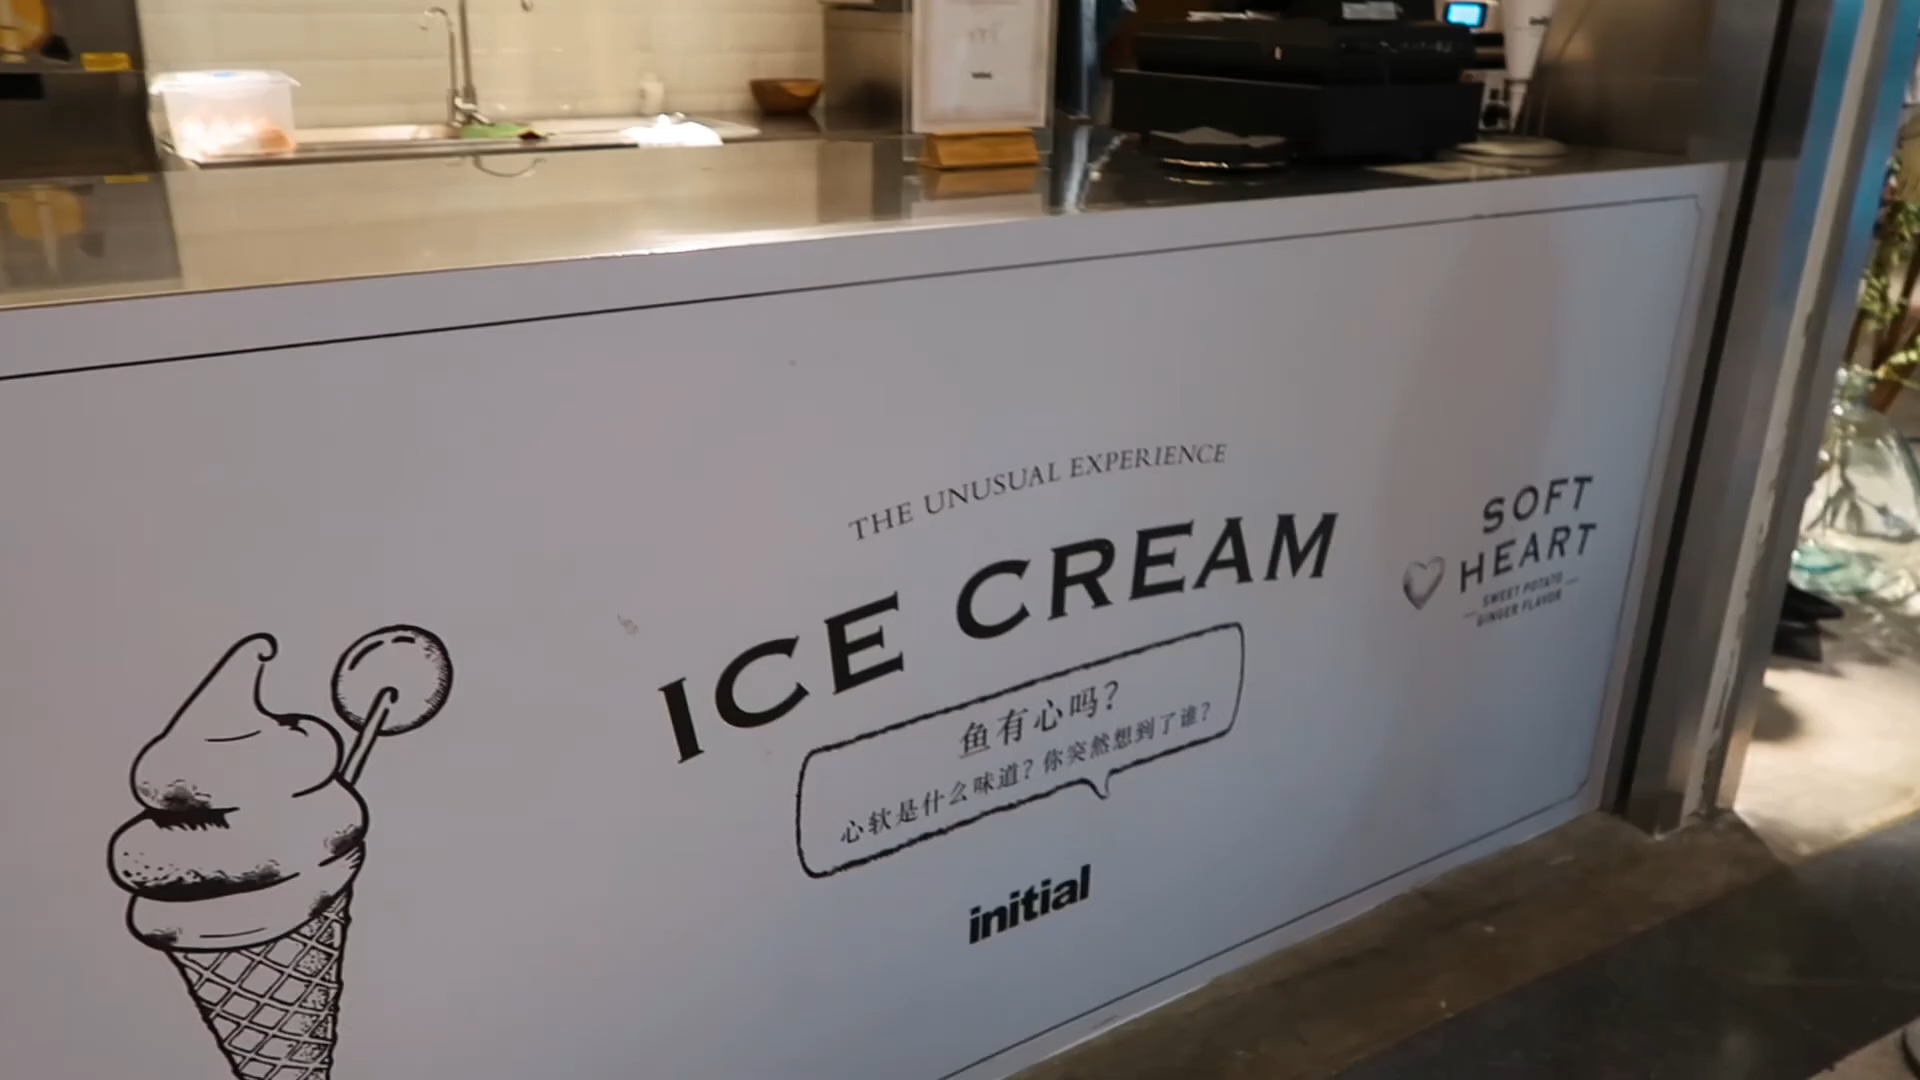 THE UNUSUAL EXPERIENCE
ICE CREAM
鱼有心吗？
心软是什么味道？你突然想到了谁？
initial
SOFT
HEART
SWEET POTATO
GINGER FLAVOR